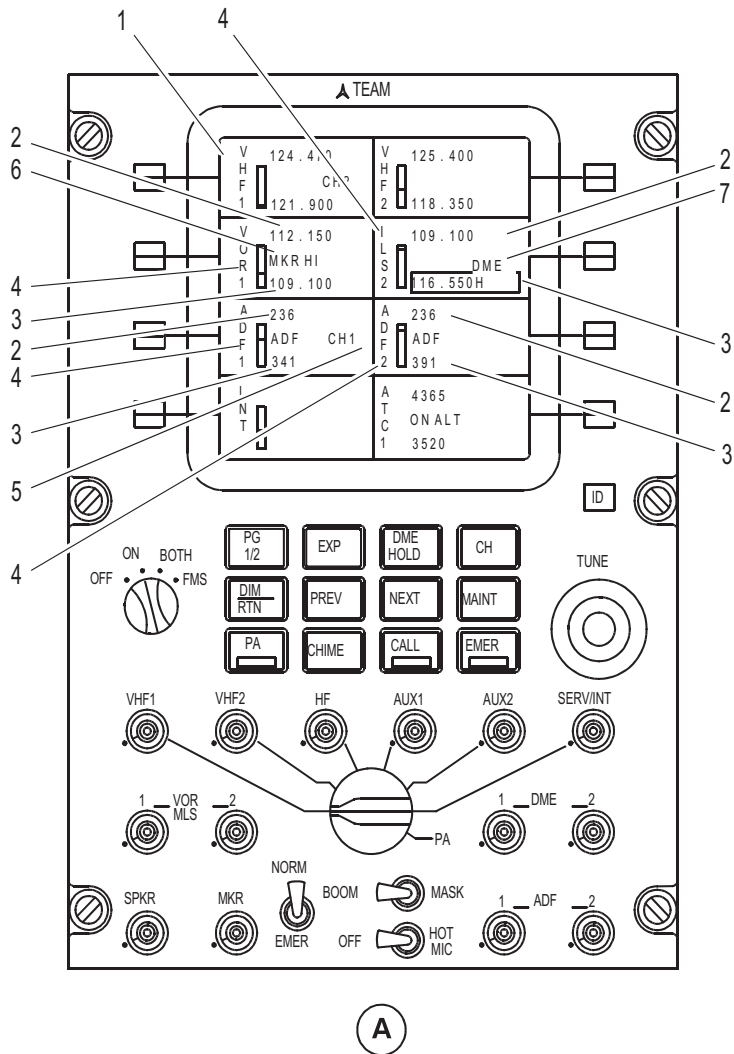 1
4
TEAM
2
6
2
7
V
H
F
1
124.470
CH2
121.900
V
H
F
2
125.400
118.350
V
O
R
1
112.150
MKR HI
109.100
I
L
S
2
109.100
DME
116.550H
4
3
2
4
3
A
D
F
1
236
ADF CH1
341
A
D
F
2
236
ADF
391
3
2
I
N
T
A
T
C
1
4365
ON ALT
3520
3
5
4
ID
PG
1/2
EXP
DME
HOLD
CH
TUNE
OFF ON BOTH FMS
DIM
RTN
PREV
NEXT
MAINT
PA
CHIME
CALL
EMER
VHF1 VHF2 HF AUX1 AUX2 SERV/INT
1 VOR 2
MLS
1 DME 2
PA
NORM
EMER
BOOM MASK
SPKR MKR
OFF HOT
MIC
1 ADF 2
A